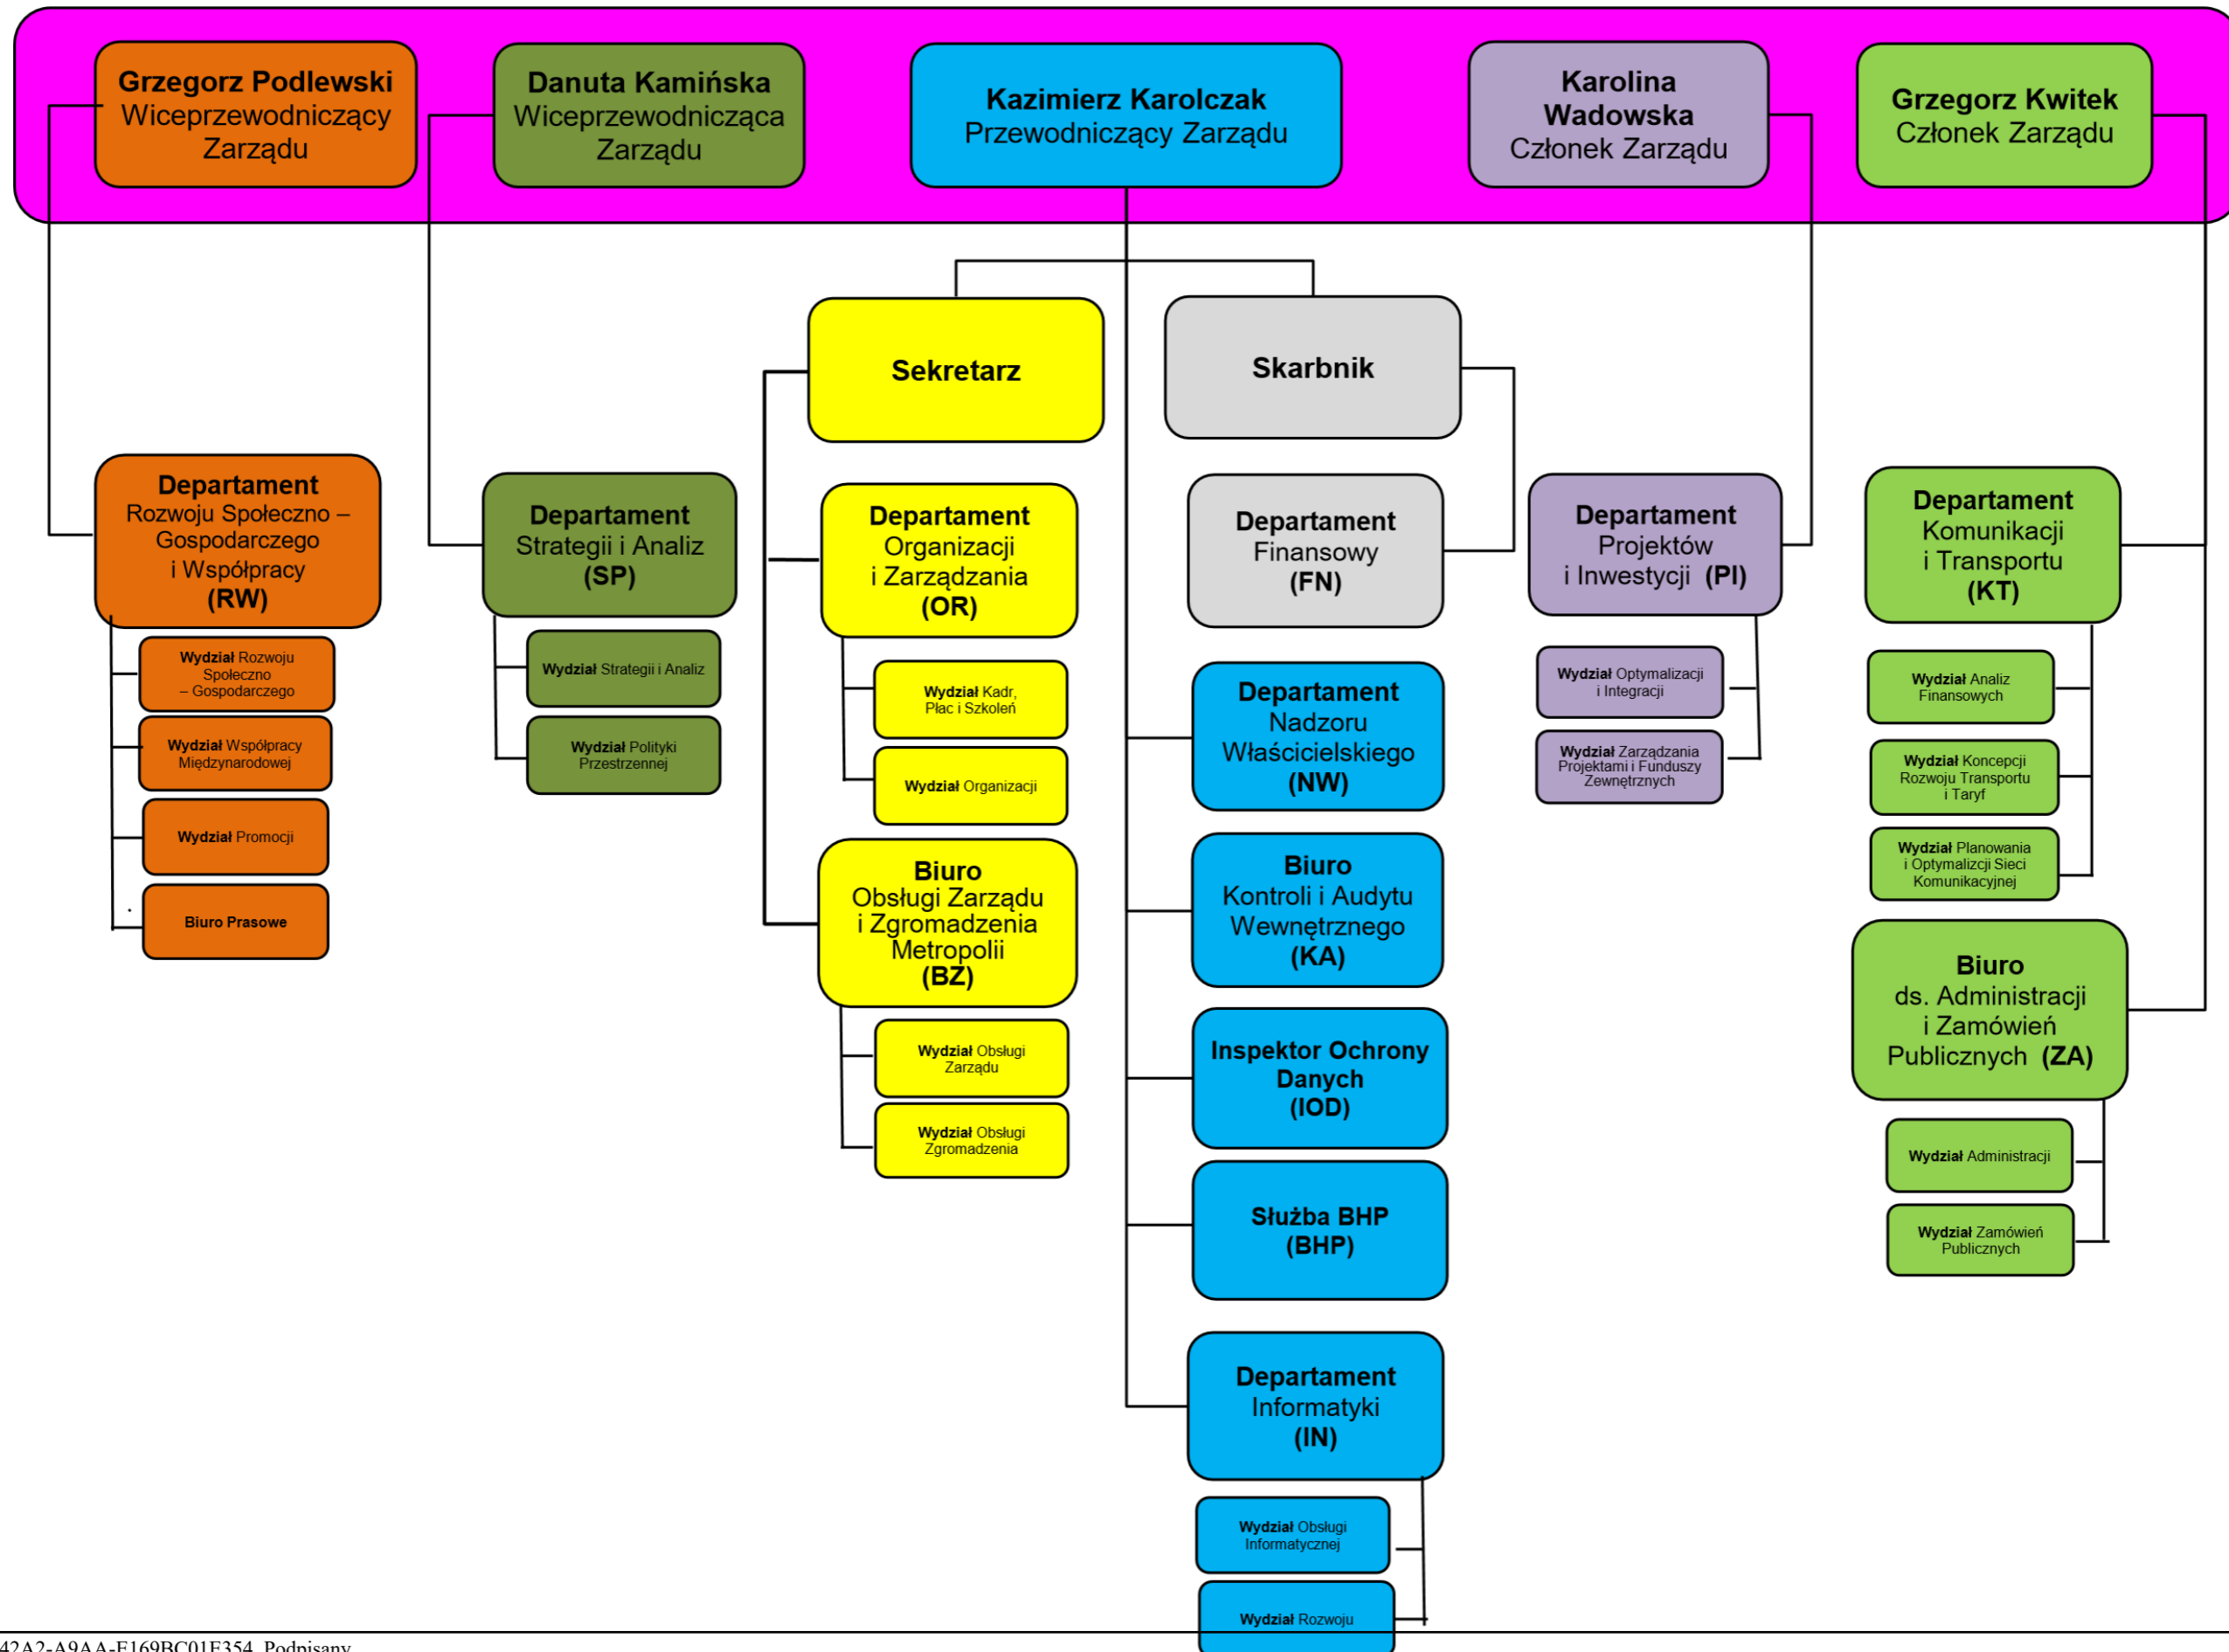 Grzegorz Podlewski
Wiceprzewodniczący
Zarządu
Danuta Kamińska
Wiceprzewodnicząca
Zarządu
Kazimierz Karolczak
Przewodniczący Zarządu
Karolina
Wadowska
Członek Zarządu
Grzegorz Kwitek
Członek Zarządu
Sekretarz
Skarbnik
Departament
Rozwoju Społeczno –
Gospodarczego
i Współpracy
(RW)
Wydział Rozwoju
Społeczno
– Gospodarczego
Wydział Współpracy
Międzynarodowej
Wydział Promocji
Biuro Prasowe
Departament
Strategii i Analiz
(SP)
Wydział Strategii i Analiz
Wydział Polityki
Przestrzennej
Departament
Organizacji
i Zarządzania
(OR)
Wydział Kadr,
Płac i Szkoleń
Wydział Organizacji
Biuro
Obsługi Zarządu
i Zgromadzenia
Metropolii
(BZ)
Wydział Obsługi
Zarządu
Wydział Obsługi
Zgromadzenia
Departament
Finansowy
(FN)
Departament
Nadzoru
Właścicielskiego
(NW)
Biuro
Kontroli i Audytu
Wewnętrznego
(KA)
Inspektor Ochrony
Danych
(IOD)
Służba BHP
(BHP)
Departament
Informatyki
(IN)
Wydział Obsługi
Informatycznej
Wydział Rozwoju
Departament
Projektów
i Inwestycji (PI)
Wydział Optymalizacji
i Integracji
Wydział Zarządzania
Projektami i Funduszy
Zewnętrznych
Departament
Komunikacji
i Transportu
(KT)
Wydział Analiz
Finansowych
Wydział Koncepcji
Rozwoju Transportu
i Taryf
Wydział Planowania
i Optymalizcji Sieci
Komunikacyjnej
Biuro
ds. Administracji
i Zamówień
Publicznych (ZA)
Wydział Administracji
Wydział Zamówień
Publicznych